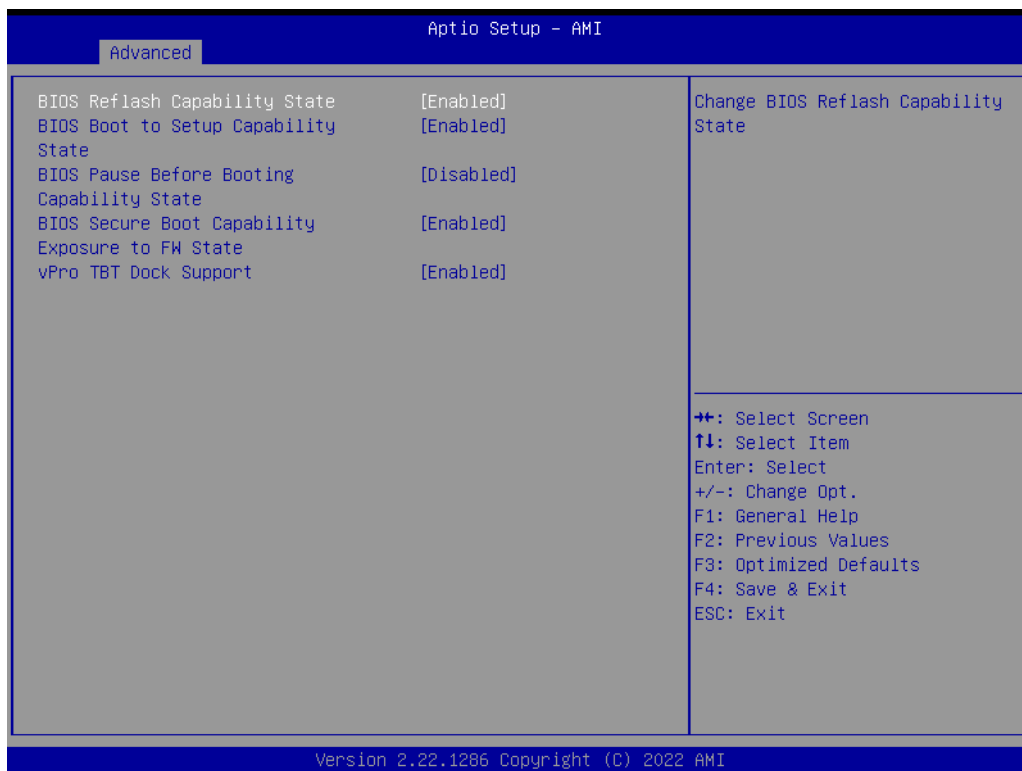 Aptio Setup – AMI
Advanced
BIOS Reflash Capability State [Enabled]
BIOS Boot to Setup Capability [Enabled]
State
BIOS Pause Before Booting [Disabled]
Capability State
BIOS Secure Boot Capability [Enabled]
Exposure to FW State
vPro TBT Dock Support [Enabled]
Change BIOS Reflash Capability
State
→←: Select Screen
↑↓: Select Item
Enter: Select
+/-: Change Opt.
F1: General Help
F2: Previous Values
F3: Optimized Defaults
F4: Save & Exit
ESC: Exit
Version 2.22.1286 Copyright (C) 2022 AMI